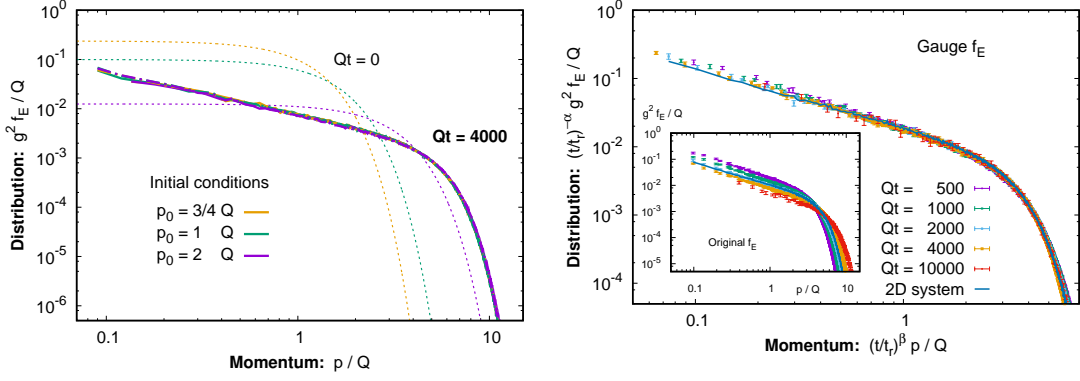 10^0
10^-1
10^-2
10^-3
10^-4
10^-5
10^-6
Distribution: g^2 f_E / Q
Qt = 0
Qt = 4000
Initial conditions
p_0 = 3/4 Q
p_0 = 1 Q
p_0 = 2 Q
0.1 1 10
Momentum: p / Q
10^0
10^-1
10^-2
10^-3
10^-4
Distribution: (t/t_r)^-α g^2 f_E / Q
Gauge f_E
g^2 f_E / Q
10^0
10^-1
10^-2
10^-3
10^-4
10^-5
Original f_E
0.1 1 p / Q 10
Qt = 500
Qt = 1000
Qt = 2000
Qt = 4000
Qt = 10000
2D system
0.1 1
Momentum: (t/t_r)^β p / Q